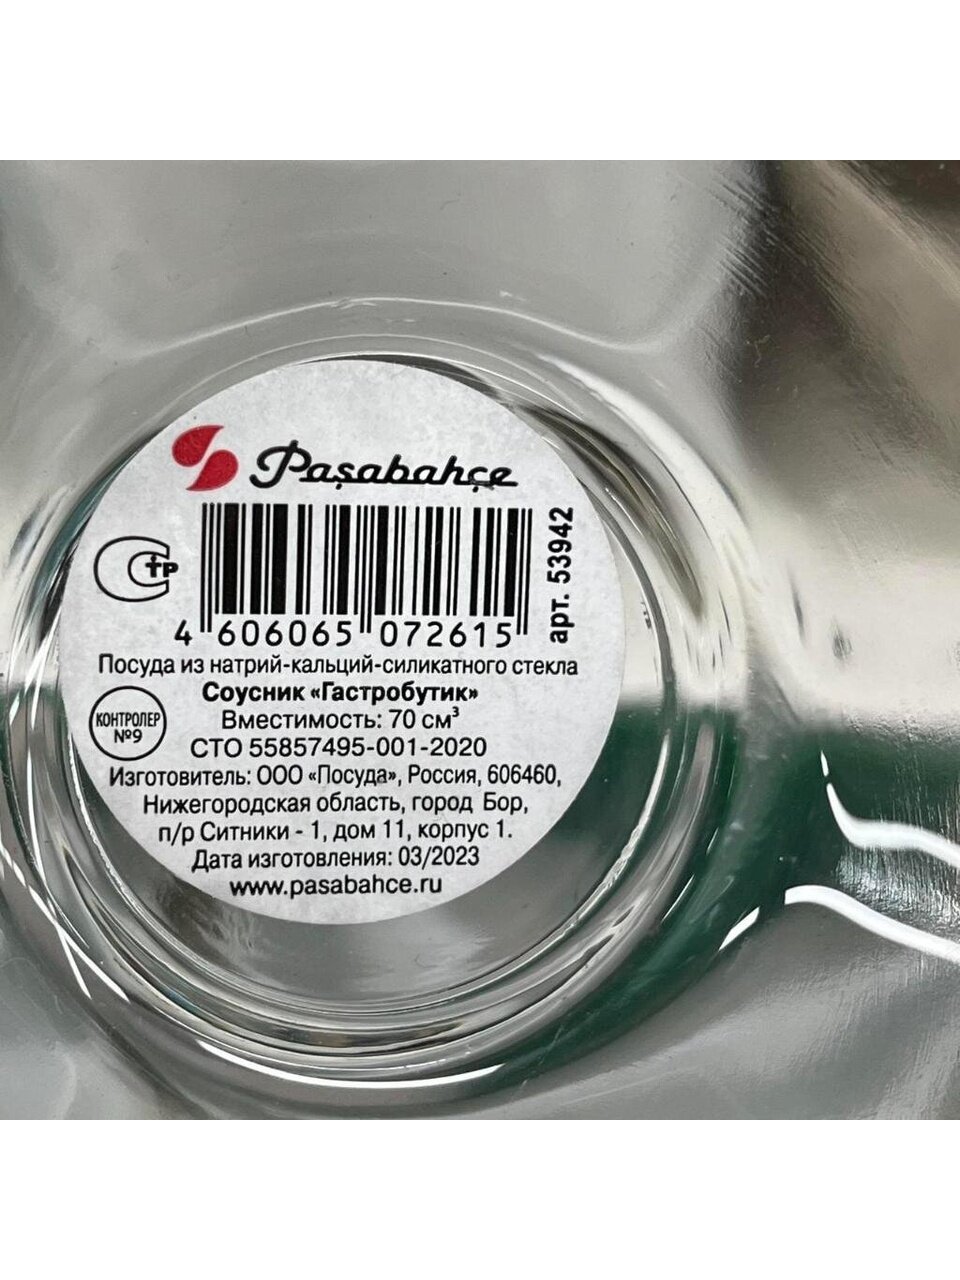 Paşabahçe
арт. 53942
СтР
4 606065 072615
Посуда из натрий-кальций-силикатного стекла
Соусник «Гастробутик»
КОНТРОЛЕР
№9
Вместимость: 70 см³
СТО 55857495-001-2020
Изготовитель: ООО «Посуда», Россия, 606460,
Нижегородская область, город Бор,
п/р Ситники - 1, дом 11, корпус 1.
Дата изготовления: 03/2023
www.pasabahce.ru